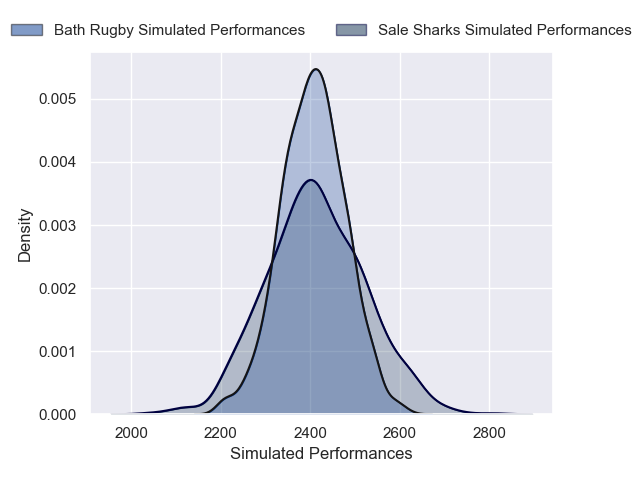 Bath Rugby Simulated Performances
Sale Sharks Simulated Performances
Density
0.005
0.004
0.003
0.002
0.001
0.000
2000 2200 2400 2600 2800
Simulated Performances